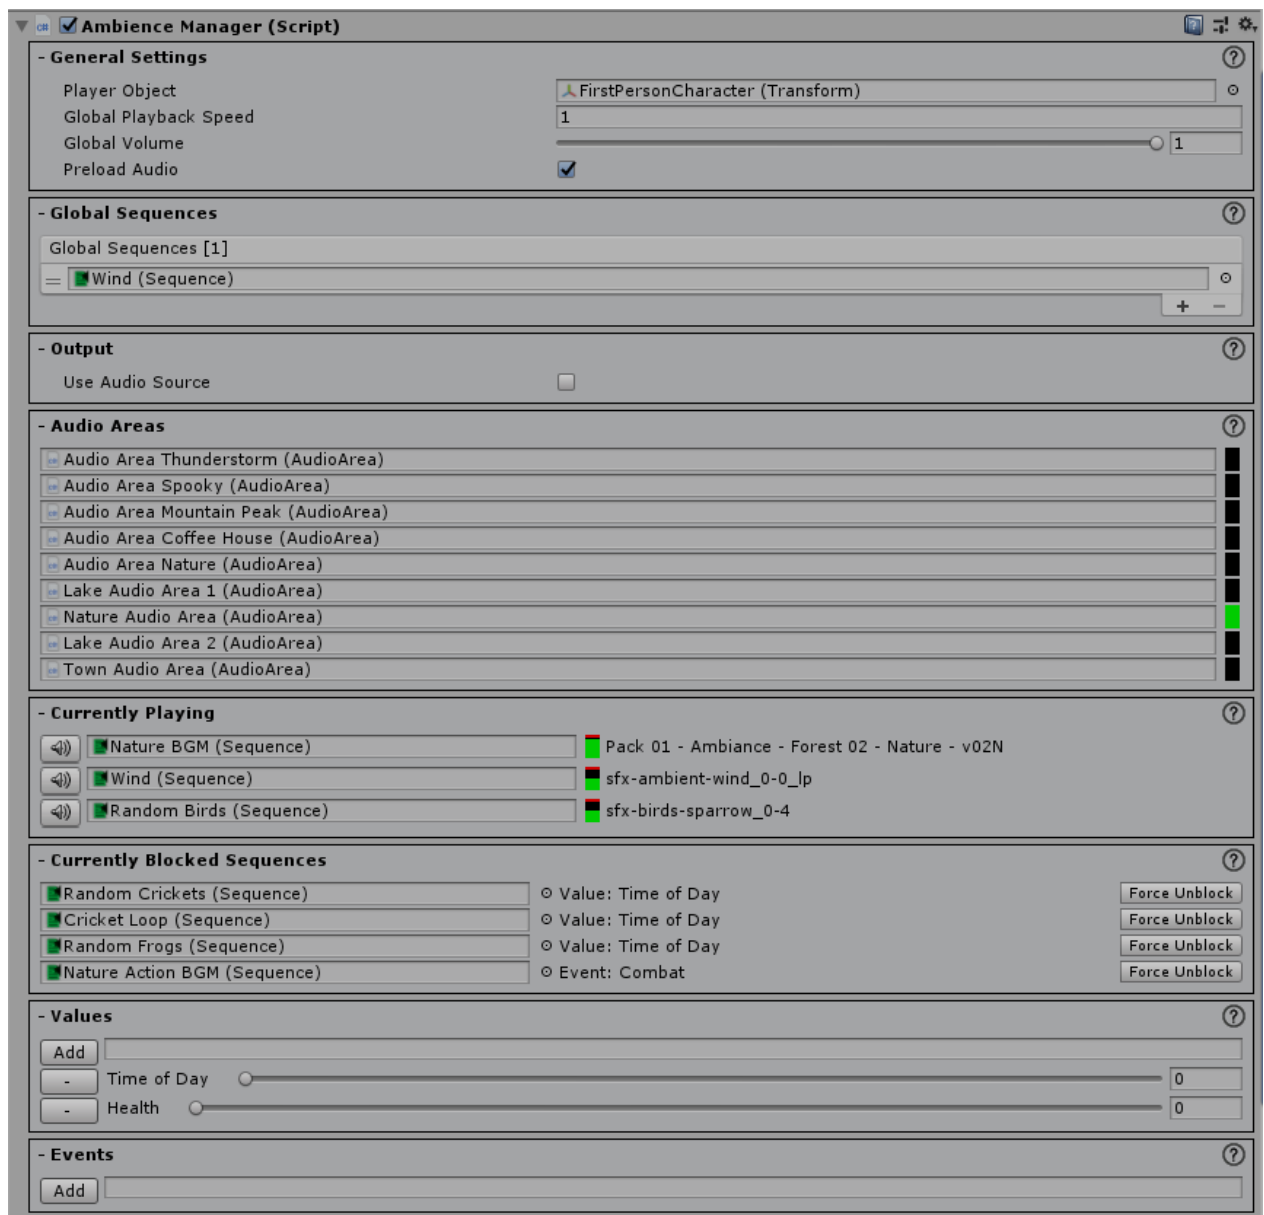 Ambience Manager (Script)
- General Settings
Player Object FirstPersonCharacter (Transform)
Global Playback Speed 1
Global Volume 1
Preload Audio
- Global Sequences
Global Sequences [1]
Wind (Sequence)
+ −
- Output
Use Audio Source
- Audio Areas
Audio Area Thunderstorm (AudioArea)
Audio Area Spooky (AudioArea)
Audio Area Mountain Peak (AudioArea)
Audio Area Coffee House (AudioArea)
Audio Area Nature (AudioArea)
Lake Audio Area 1 (AudioArea)
Nature Audio Area (AudioArea)
Lake Audio Area 2 (AudioArea)
Town Audio Area (AudioArea)
- Currently Playing
Nature BGM (Sequence) Pack 01 - Ambiance - Forest 02 - Nature - v02N
Wind (Sequence) sfx-ambient-wind_0-0_lp
Random Birds (Sequence) sfx-birds-sparrow_0-4
- Currently Blocked Sequences
Random Crickets (Sequence) Value: Time of Day Force Unblock
Cricket Loop (Sequence) Value: Time of Day Force Unblock
Random Frogs (Sequence) Value: Time of Day Force Unblock
Nature Action BGM (Sequence) Event: Combat Force Unblock
- Values
Add
- Time of Day 0
- Health 0
- Events
Add